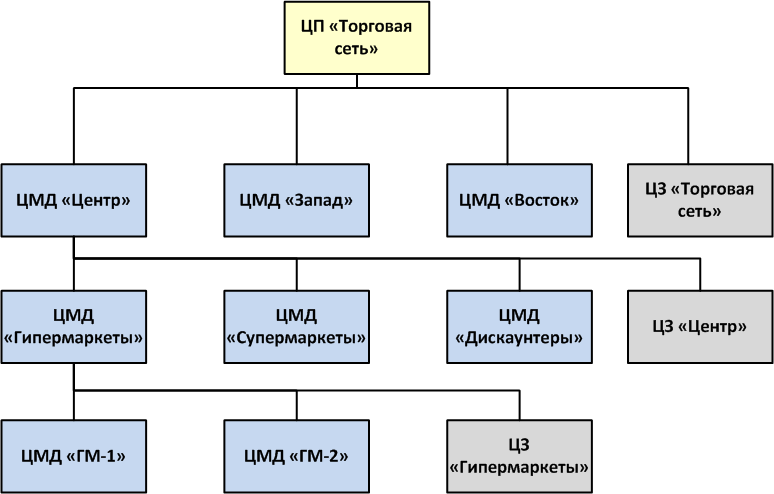 ЦП «Торговая
сеть»
ЦМД «Центр»
ЦМД «Запад»
ЦМД «Восток»
ЦЗ «Торговая
сеть»
ЦМД
«Гипермаркеты»
ЦМД
«Супермаркеты»
ЦМД
«Дискаунтеры»
ЦЗ «Центр»
ЦМД «ГМ-1»
ЦМД «ГМ-2»
ЦЗ
«Гипермаркеты»